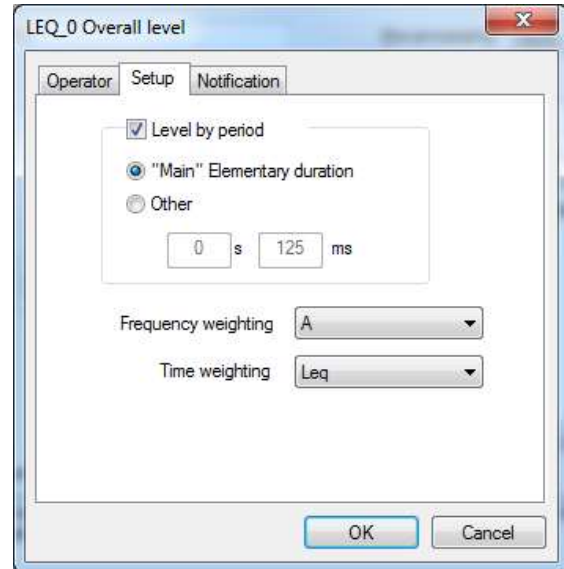 LEQ_0 Overall level
Operator Setup Notification
Level by period
"Main" Elementary duration
Other
0 s 125 ms
Frequency weighting A
Time weighting Leq
OK Cancel